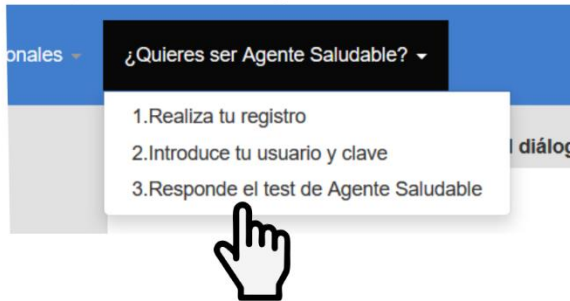 onales
¿Quieres ser Agente Saludable?
1.Realiza tu registro
2.Introduce tu usuario y clave
3.Responde el test de Agente Saludable
diálog